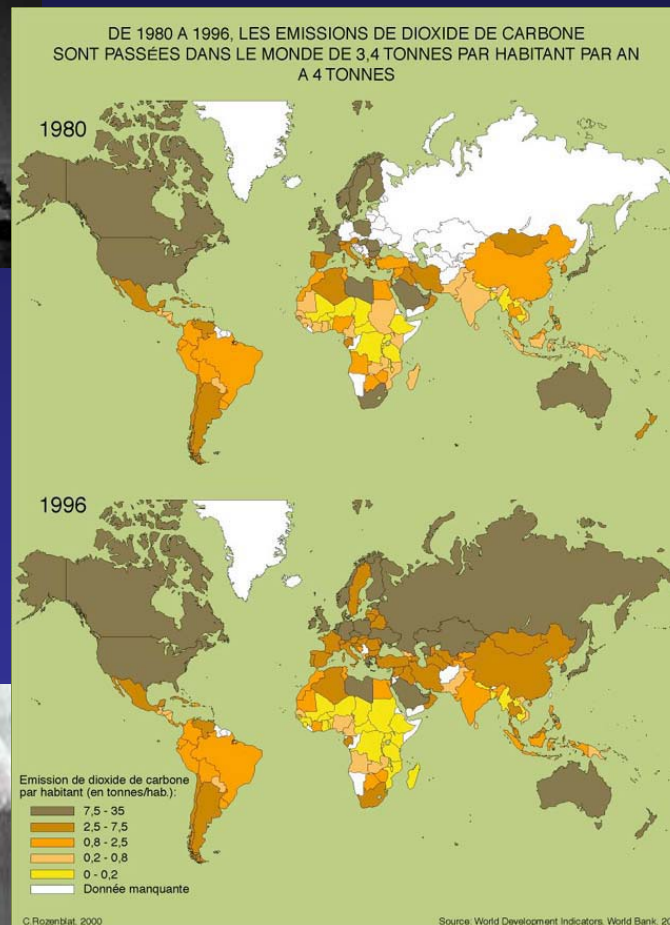 DE 1980 A 1996, LES EMISSIONS DE DIOXIDE DE CARBONE
SONT PASSÉES DANS LE MONDE DE 3,4 TONNES PAR HABITANT PAR AN
A 4 TONNES
1980
1996
Emission de dioxide de carbone
par habitant (en tonnes/hab.):
7,5 - 35
2,5 - 7,5
0,8 - 2,5
0,2 - 0,8
0 - 0,2
Donnée manquante
C.Rozenblat, 2000
Source: World Development Indicators, World Bank,